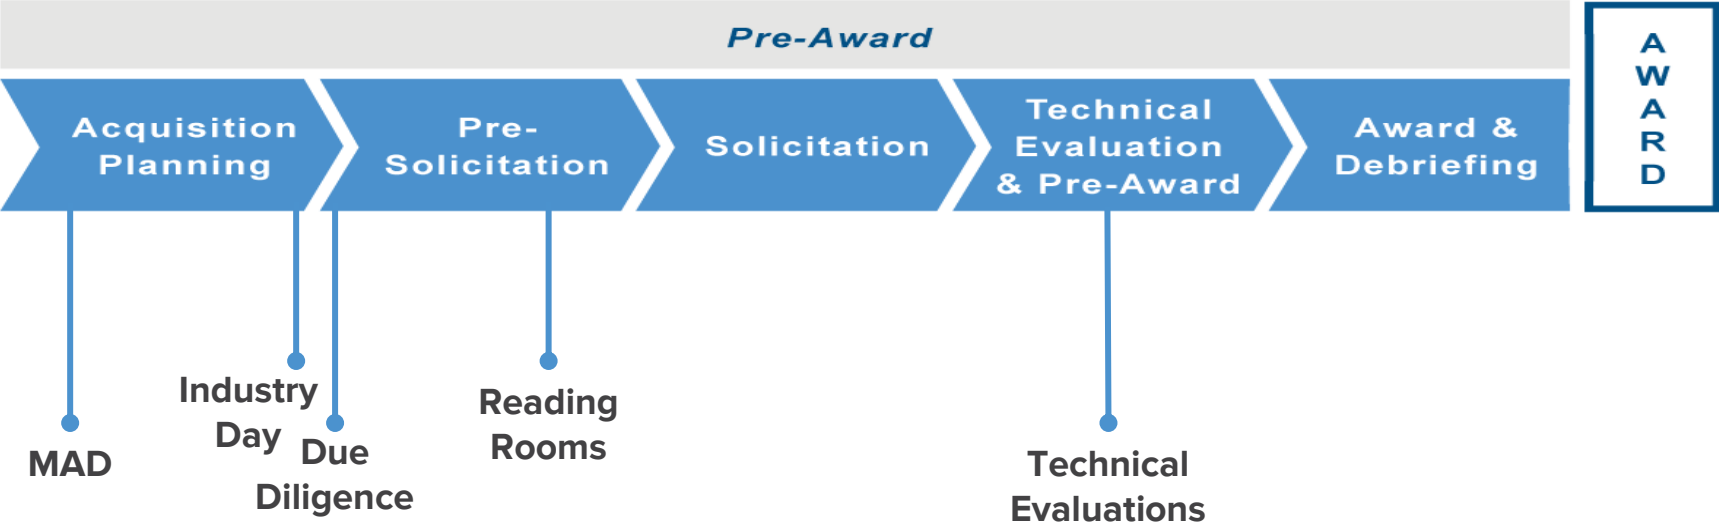 Pre-Award
Acquisition
Planning
Pre-
Solicitation
Solicitation
Technical
Evaluation
& Pre-Award
Award &
Debriefing
A
W
A
R
D
MAD
Industry
Day
Due
Diligence
Reading
Rooms
Technical
Evaluations